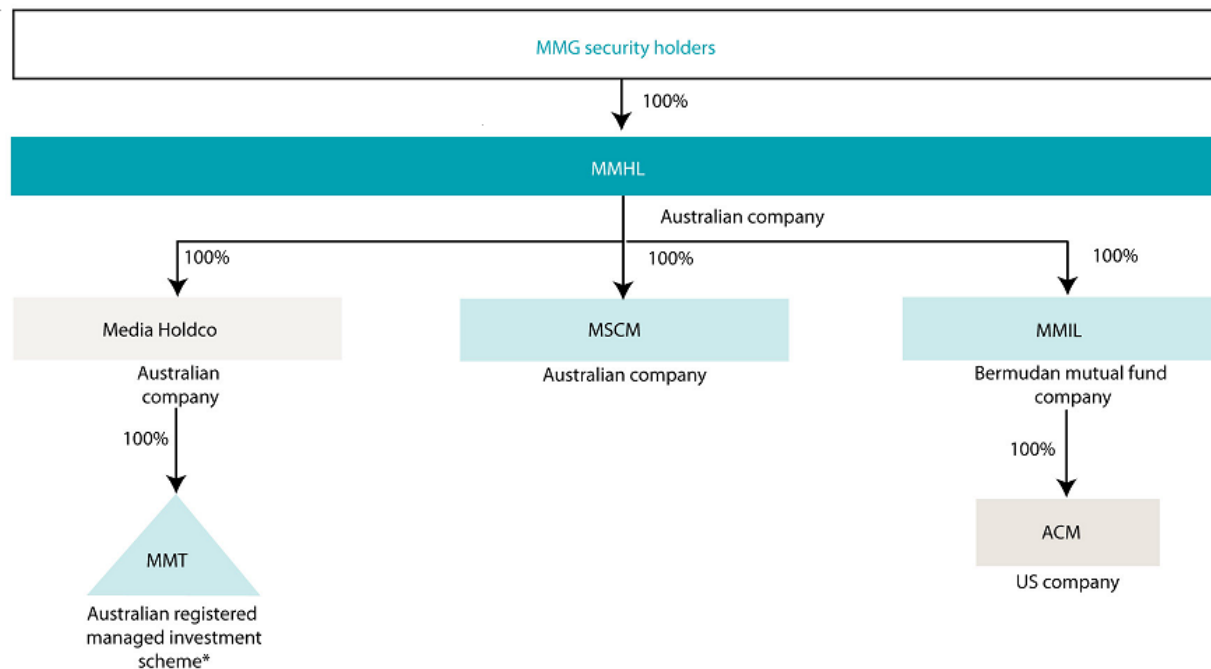 MMG security holders
100%
MMHL
Australian company
100%
100%
100%
Media Holdco
MSCM
MMIL
Australian
company
Australian company
Bermudan mutual fund
company
100%
100%
MMT
ACM
Australian registered
managed investment
scheme*
US company